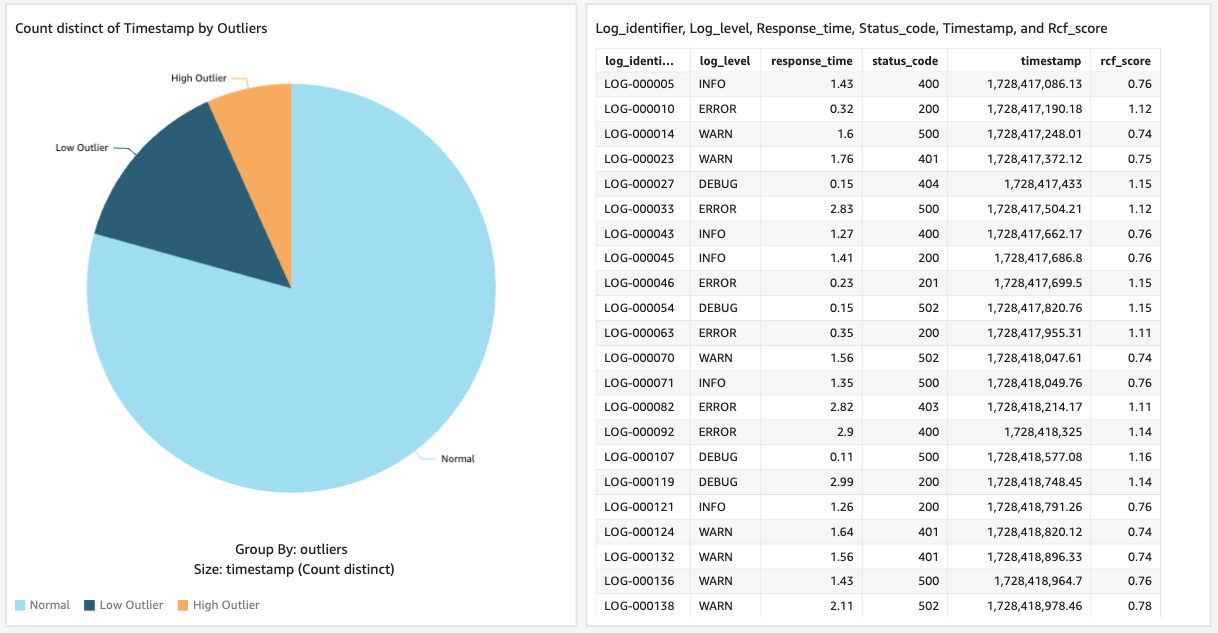 Count distinct of Timestamp by Outliers
High Outlier
Low Outlier
Normal
Group By: outliers
Size: timestamp (Count distinct)
Normal Low Outlier High Outlier
Log_identifier, Log_level, Response_time, Status_code, Timestamp, and Rcf_score
log_identi... log_level response_time status_code timestamp rcf_score
LOG-000005 INFO 1.43 400 1,728,417,086.13 0.76
LOG-000010 ERROR 0.32 200 1,728,417,190.18 1.12
LOG-000014 WARN 1.6 500 1,728,417,248.01 0.74
LOG-000023 WARN 1.76 401 1,728,417,372.12 0.75
LOG-000027 DEBUG 0.15 404 1,728,417,433 1.15
LOG-000033 ERROR 2.83 500 1,728,417,504.21 1.12
LOG-000043 INFO 1.27 400 1,728,417,662.17 0.76
LOG-000045 INFO 1.41 200 1,728,417,686.8 0.76
LOG-000046 ERROR 0.23 201 1,728,417,699.5 1.15
LOG-000054 DEBUG 0.15 502 1,728,417,820.76 1.15
LOG-000063 ERROR 0.35 200 1,728,417,955.31 1.11
LOG-000070 WARN 1.56 502 1,728,418,047.61 0.74
LOG-000071 INFO 1.35 500 1,728,418,049.76 0.76
LOG-000082 ERROR 2.82 403 1,728,418,214.17 1.11
LOG-000092 ERROR 2.9 400 1,728,418,325 1.14
LOG-000107 DEBUG 0.11 500 1,728,418,577.08 1.16
LOG-000119 DEBUG 2.99 200 1,728,418,748.45 1.14
LOG-000121 INFO 1.26 200 1,728,418,791.26 0.76
LOG-000124 WARN 1.64 401 1,728,418,820.12 0.74
LOG-000132 WARN 1.56 401 1,728,418,896.33 0.74
LOG-000136 WARN 1.43 500 1,728,418,964.7 0.76
LOG-000138 WARN 2.11 502 1,728,418,978.46 0.78